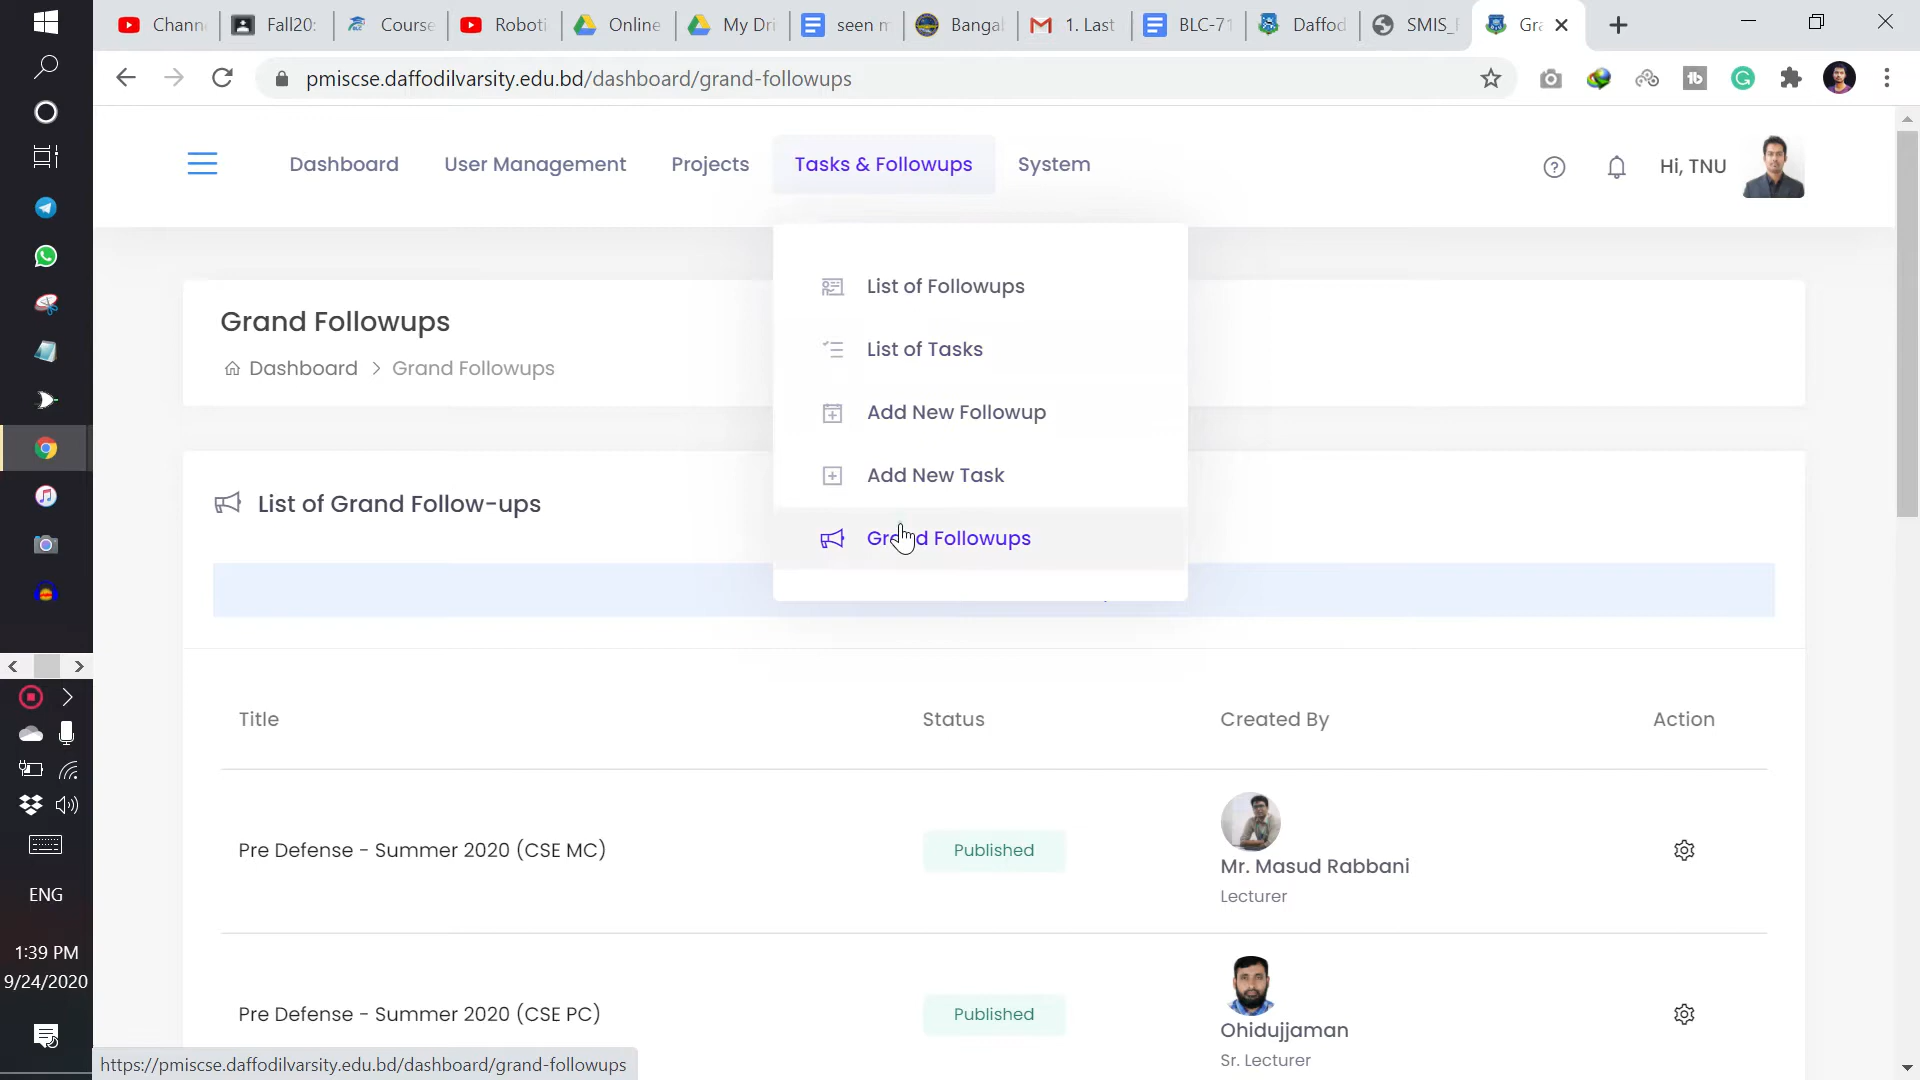 Chann
Fall20:
Course
Roboti
Online
My Dri
seen m
Bangal
1. Last
BLC-71
Daffod
SMIS_F
Gra
pmiscse.daffodilvarsity.edu.bd/dashboard/grand-followups
Dashboard User Management Projects Tasks & Followups System
Hi, TNU
List of Followups
List of Tasks
Add New Followup
Add New Task
Grand Followups
Grand Followups
Dashboard > Grand Followups
List of Grand Follow-ups
Title Status Created By Action
Pre Defense - Summer 2020 (CSE MC) Published
Mr. Masud Rabbani
Lecturer
Pre Defense - Summer 2020 (CSE PC) Published
Ohidujjaman
Sr. Lecturer
ENG
1:39 PM
9/24/2020
https://pmiscse.daffodilvarsity.edu.bd/dashboard/grand-followups